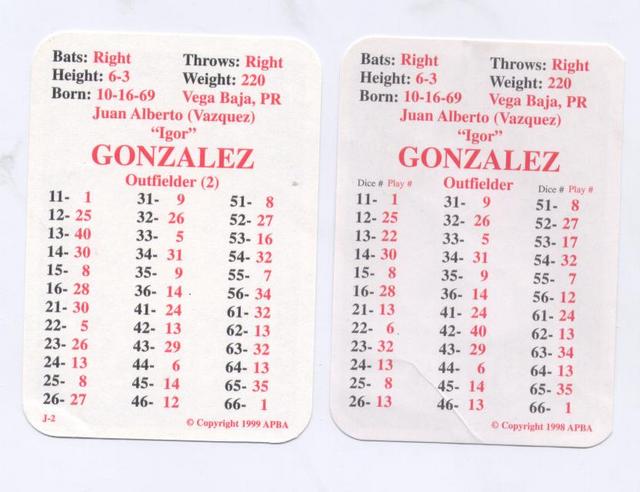 Bats: Right Throws: Right
Height: 6-3 Weight: 220
Born: 10-16-69 Vega Baja, PR
Juan Alberto (Vazquez)
“Igor”
GONZALEZ
Outfielder (2)
11- 1 31- 9 51- 8
12- 25 32- 26 52- 27
13- 40 33- 5 53- 16
14- 30 34- 31 54- 32
15- 8 35- 9 55- 7
16- 28 36- 14 56- 34
21- 30 41- 24 61- 32
22- 5 42- 13 62- 13
23- 26 43- 29 63- 32
24- 13 44- 6 64- 13
25- 8 45- 14 65- 35
26- 27 46- 12 66- 1
J-2 © Copyright 1999 APBA
Bats: Right Throws: Right
Height: 6-3 Weight: 220
Born: 10-16-69 Vega Baja, PR
Juan Alberto (Vazquez)
“Igor”
GONZALEZ
Dice # Play # Outfielder Dice # Play #
11- 1 31- 9 51- 8
12- 25 32- 26 52- 27
13- 22 33- 5 53- 17
14- 30 34- 31 54- 32
15- 8 35- 9 55- 7
16- 28 36- 14 56- 12
21- 13 41- 24 61- 24
22- 6 42- 40 62- 13
23- 32 43- 29 63- 34
24- 13 44- 6 64- 13
25- 8 45- 14 65- 35
26- 13 46- 13 66- 1
© Copyright 1998 APBA